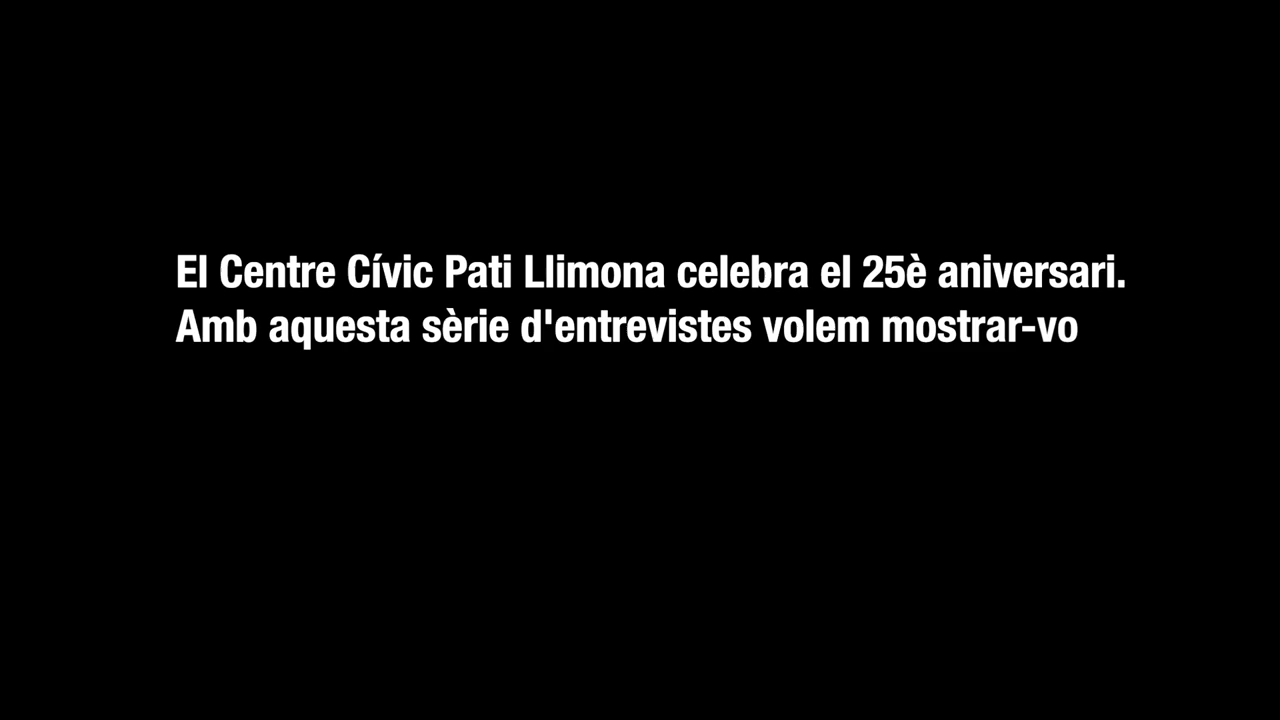 El Centre Cívic Pati Llimona celebra el 25è aniversari.
Amb aquesta sèrie d'entrevistes volem mostrar-vo